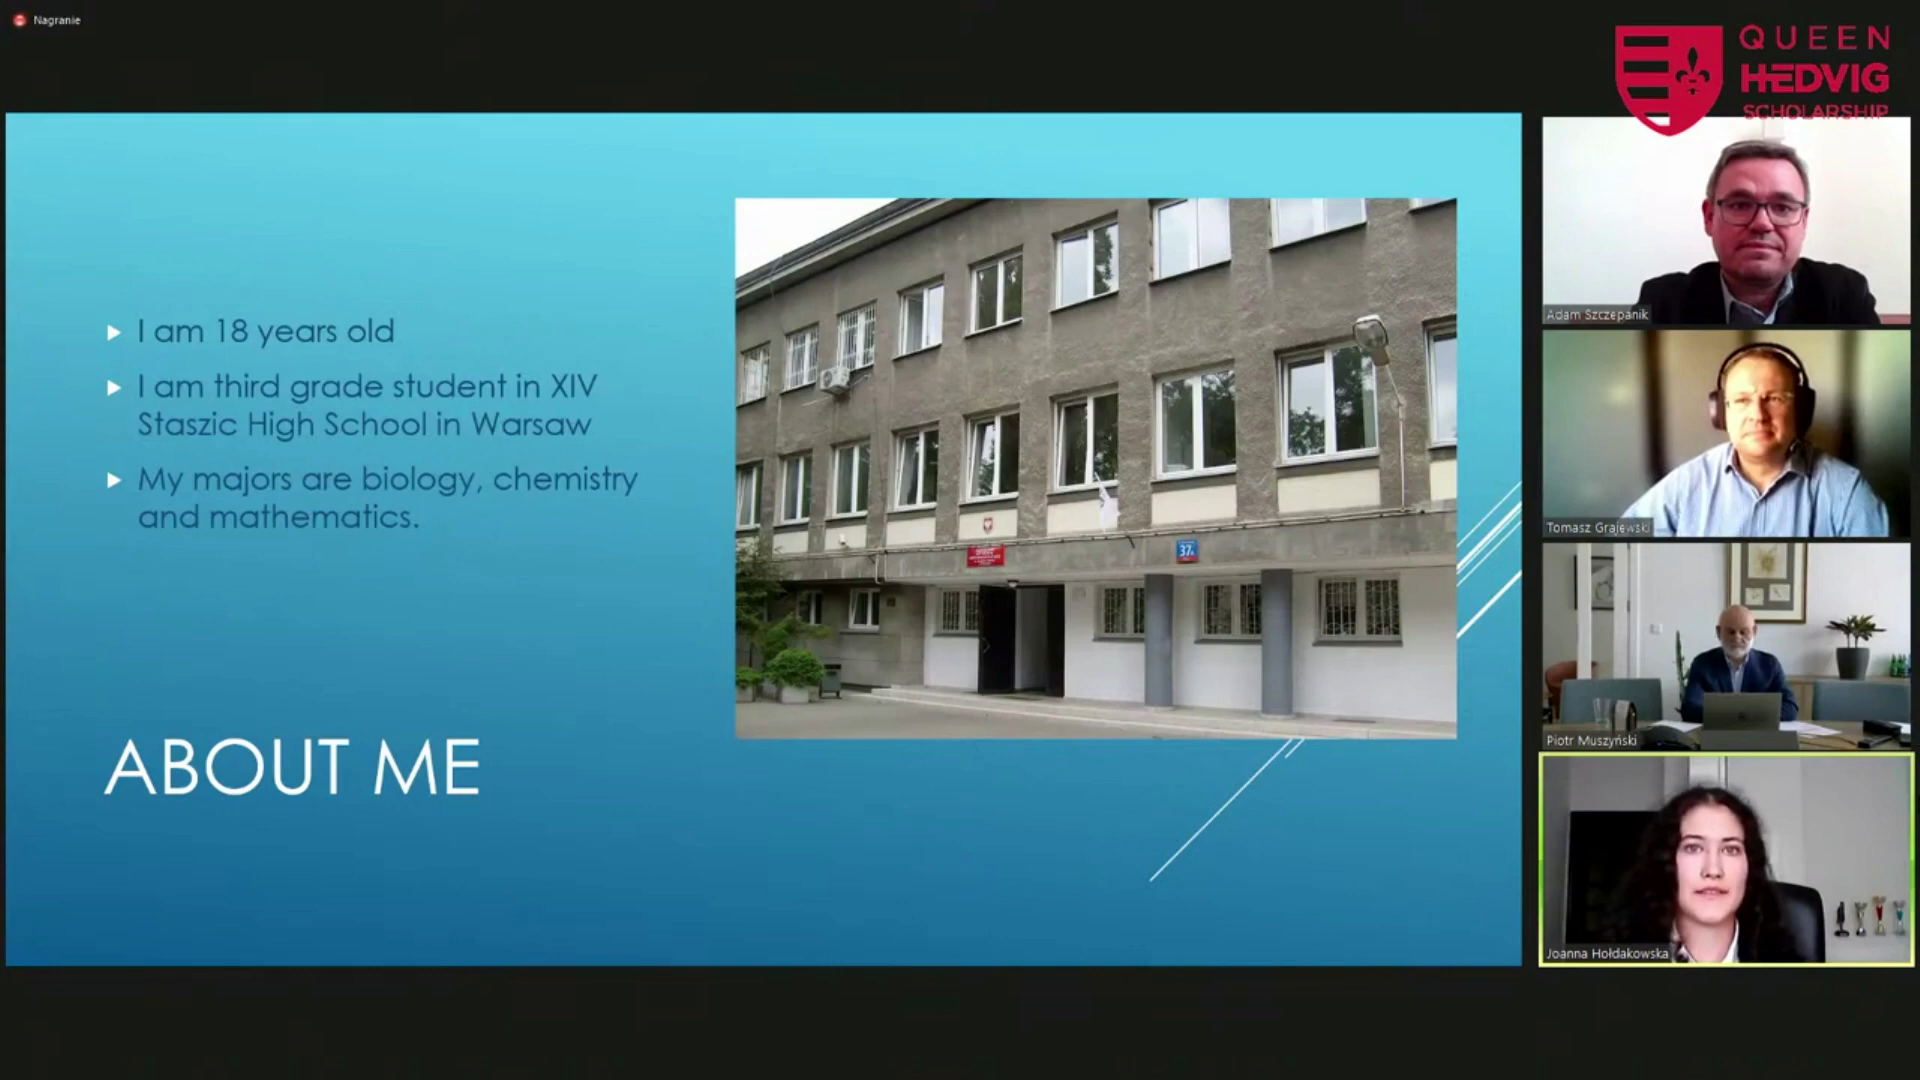 Nagranie
QUEEN
HEDVIG
SCHOLARSHIP
I am 18 years old
I am third grade student in XIV
Staszic High School in Warsaw
My majors are biology, chemistry
and mathematics.
ABOUT ME
37
Adam Szczepanik
Tomasz Grajewski
Piotr Muszyński
Joanna Hołdakowska